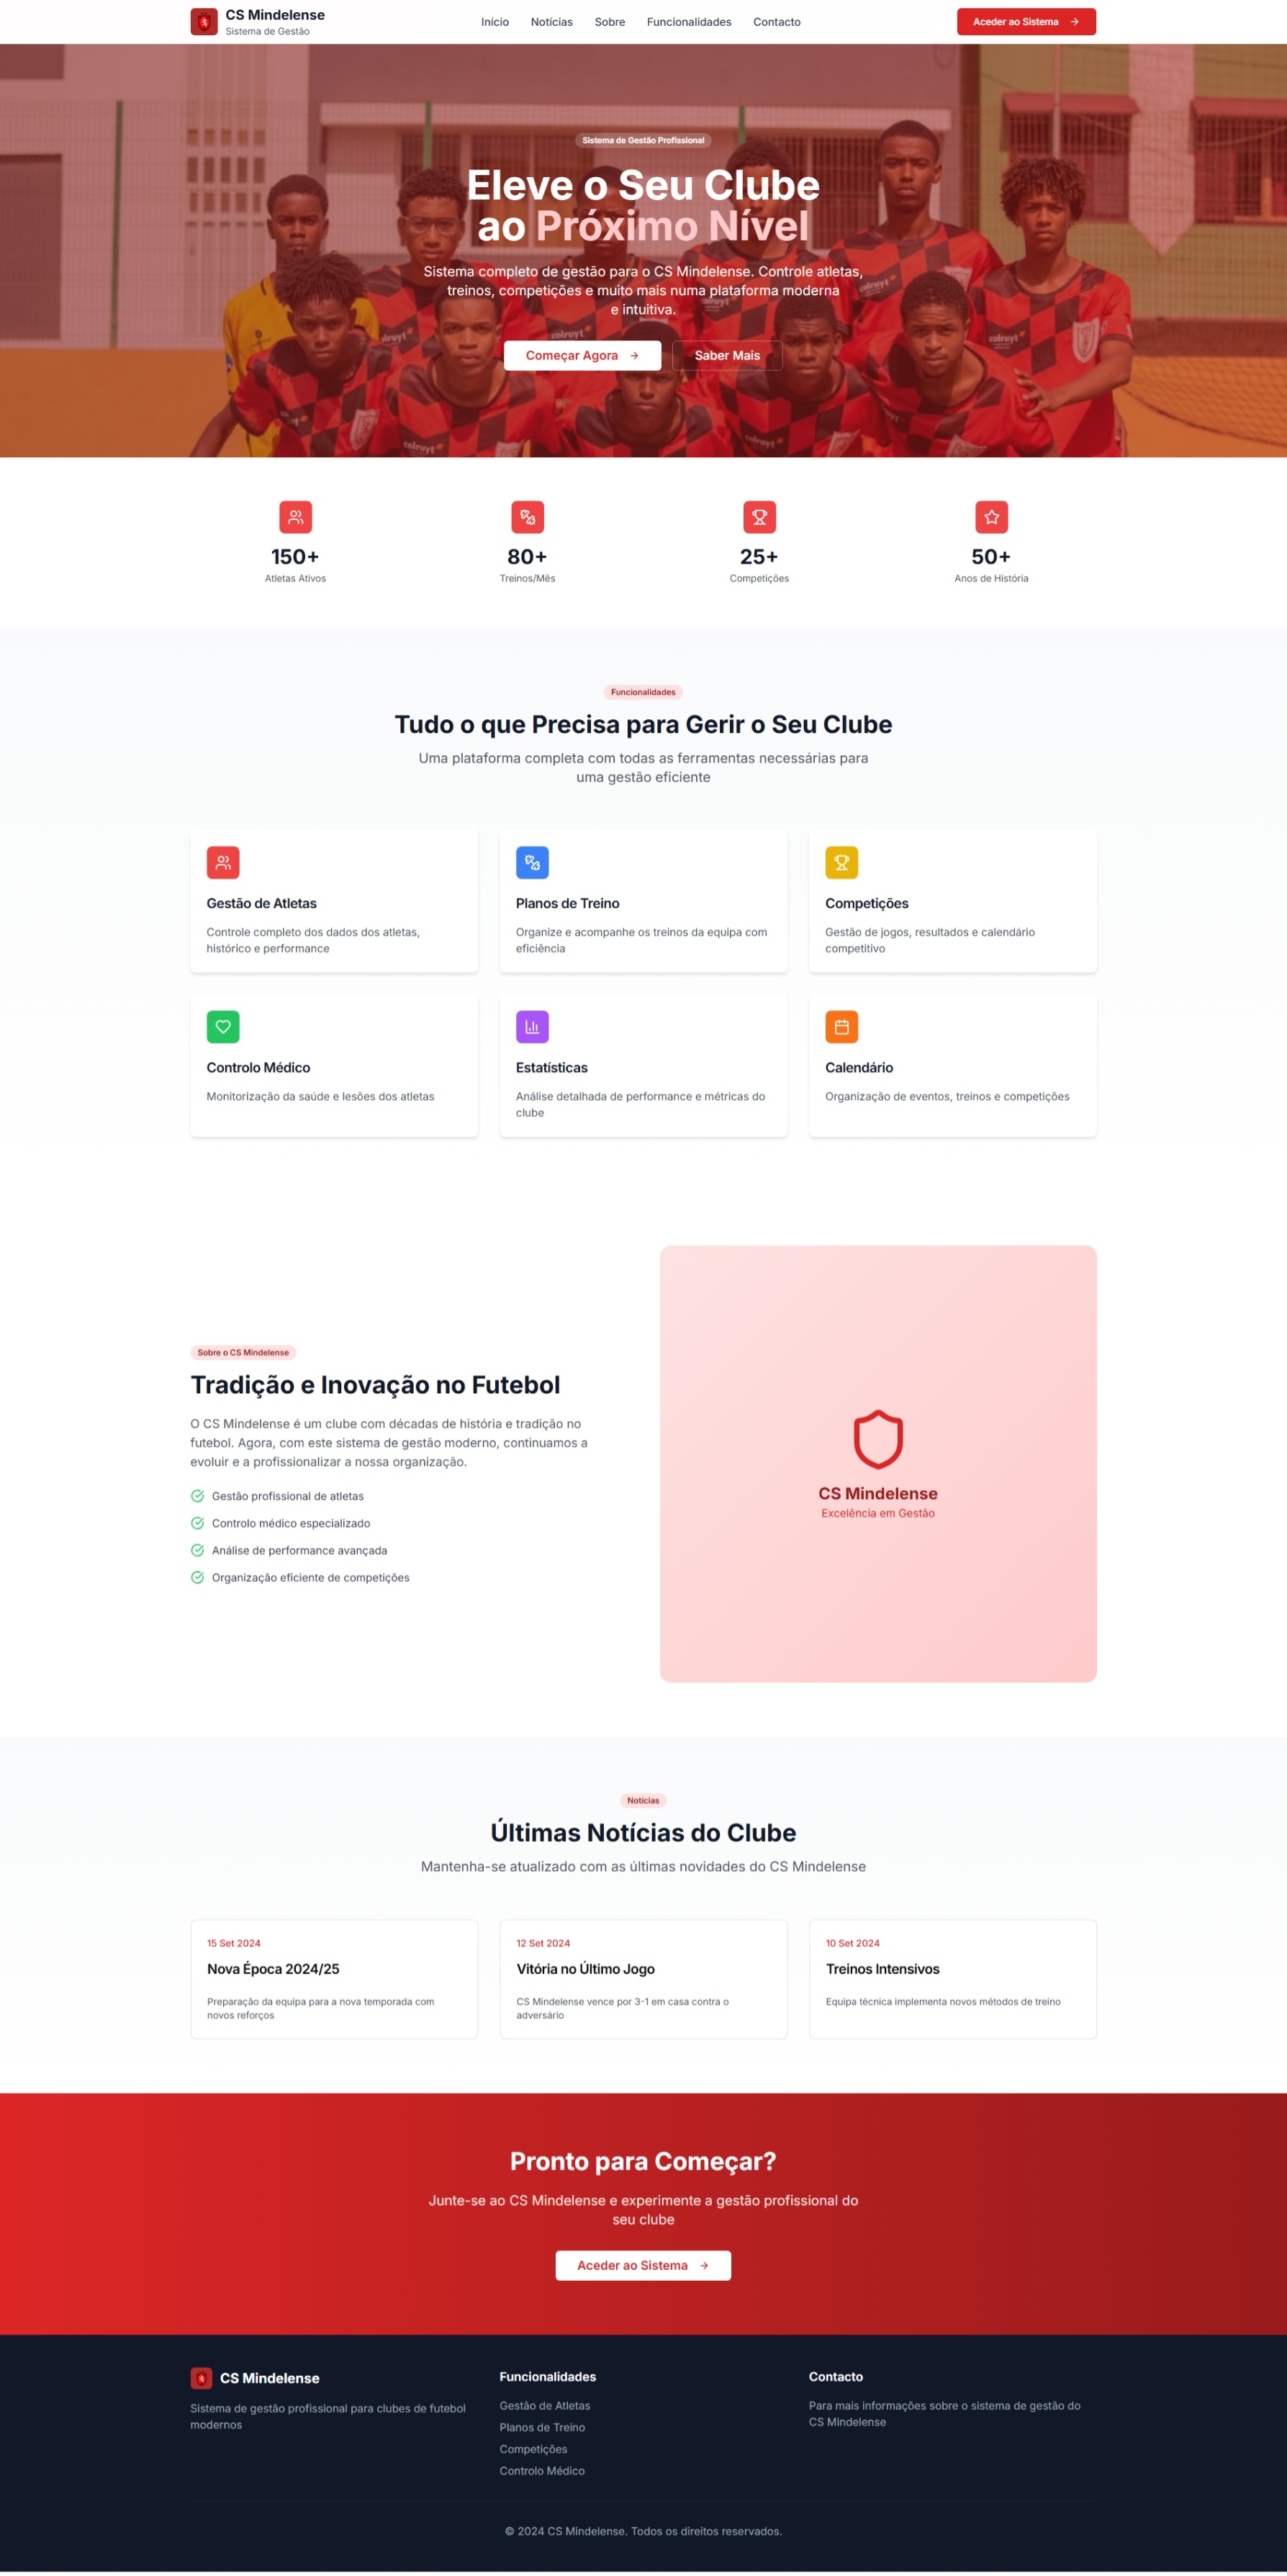 CS Mindelense
Sistema de Gestão
Início
Notícias
Sobre
Funcionalidades
Contacto
Aceder ao Sistema
Sistema de Gestão Profissional
Eleve o Seu Clube
ao Próximo Nível
Sistema completo de gestão para o CS Mindelense. Controle atletas,
treinos, competições e muito mais numa plataforma moderna
e intuitiva.
Começar Agora
Saber Mais
colruyt
colruyt
colruyt
colruyt
colruyt
150+
Atletas Ativos
80+
Treinos/Mês
25+
Competições
50+
Anos de História
Funcionalidades
Tudo o que Precisa para Gerir o Seu Clube
Uma plataforma completa com todas as ferramentas necessárias para
uma gestão eficiente
Gestão de Atletas
Controle completo dos dados dos atletas,
histórico e performance
Planos de Treino
Organize e acompanhe os treinos da equipa com
eficiência
Competições
Gestão de jogos, resultados e calendário
competitivo
Controlo Médico
Monitorização da saúde e lesões dos atletas
Estatísticas
Análise detalhada de performance e métricas do
clube
Calendário
Organização de eventos, treinos e competições
Sobre o CS Mindelense
Tradição e Inovação no Futebol
O CS Mindelense é um clube com décadas de história e tradição no
futebol. Agora, com este sistema de gestão moderno, continuamos a
evoluir e a profissionalizar a nossa organização.
Gestão profissional de atletas
Controlo médico especializado
Análise de performance avançada
Organização eficiente de competições
CS Mindelense
Excelência em Gestão
Notícias
Últimas Notícias do Clube
Mantenha-se atualizado com as últimas novidades do CS Mindelense
15 Set 2024
Nova Época 2024/25
Preparação da equipa para a nova temporada com
novos reforços
12 Set 2024
Vitória no Último Jogo
CS Mindelense vence por 3-1 em casa contra o
adversário
10 Set 2024
Treinos Intensivos
Equipa técnica implementa novos métodos de treino
Pronto para Começar?
Junte-se ao CS Mindelense e experimente a gestão profissional do
seu clube
Aceder ao Sistema
CS Mindelense
Sistema de gestão profissional para clubes de futebol
modernos
Funcionalidades
Gestão de Atletas
Planos de Treino
Competições
Controlo Médico
Contacto
Para mais informações sobre o sistema de gestão do
CS Mindelense
© 2024 CS Mindelense. Todos os direitos reservados.